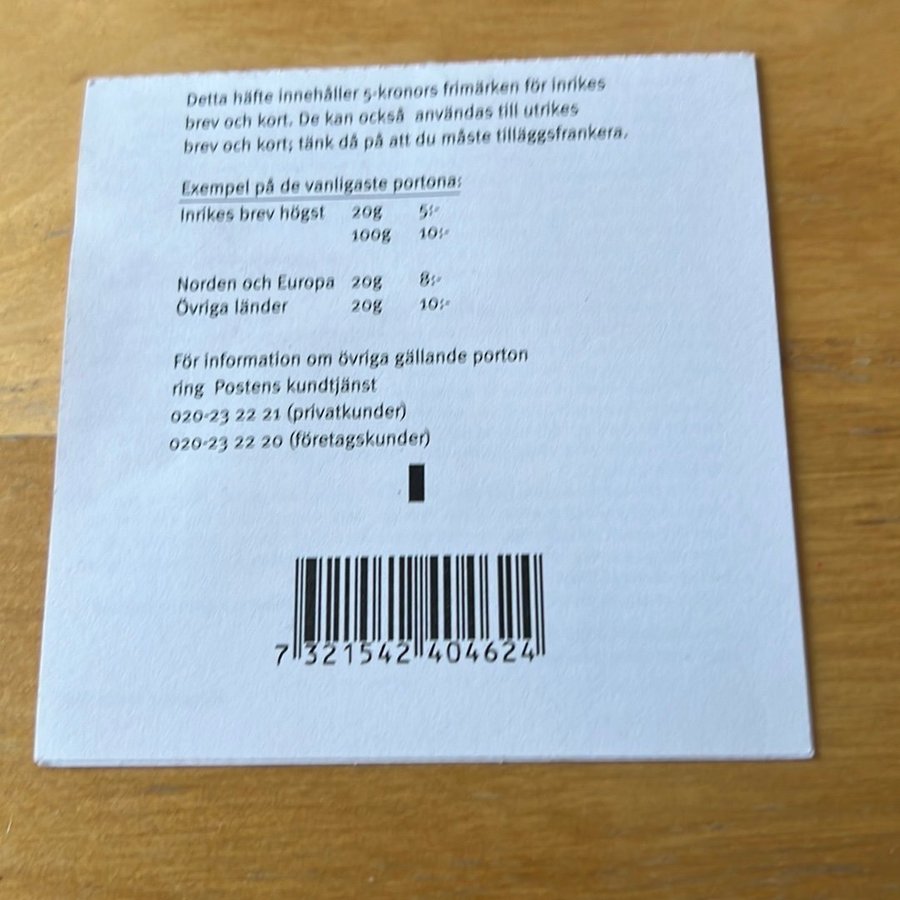 Detta häfte innehåller 5-kronors frimärken för inrikes
brev och kort. De kan också användas till utrikes
brev och kort; tänk då på att du måste tilläggsfrankera.
Exempel på de vanligaste portona:
Inrikes brev högst 20g 5:-
100g 10:-
Norden och Europa 20g 8:-
Övriga länder 20g 10:-
För information om övriga gällande porton
ring Postens kundtjänst
020-23 22 21 (privatkunder)
020-23 22 20 (företagskunder)
7 321542 404624